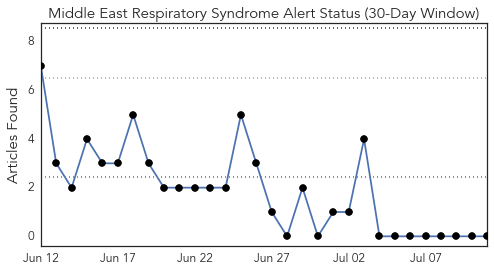 Middle East Respiratory Syndrome Alert Status (30-Day Window)
Articles Found
8
6
4
2
0
Jun 12
Jun 17
Jun 22
Jun 27
Jul 02
Jul 07